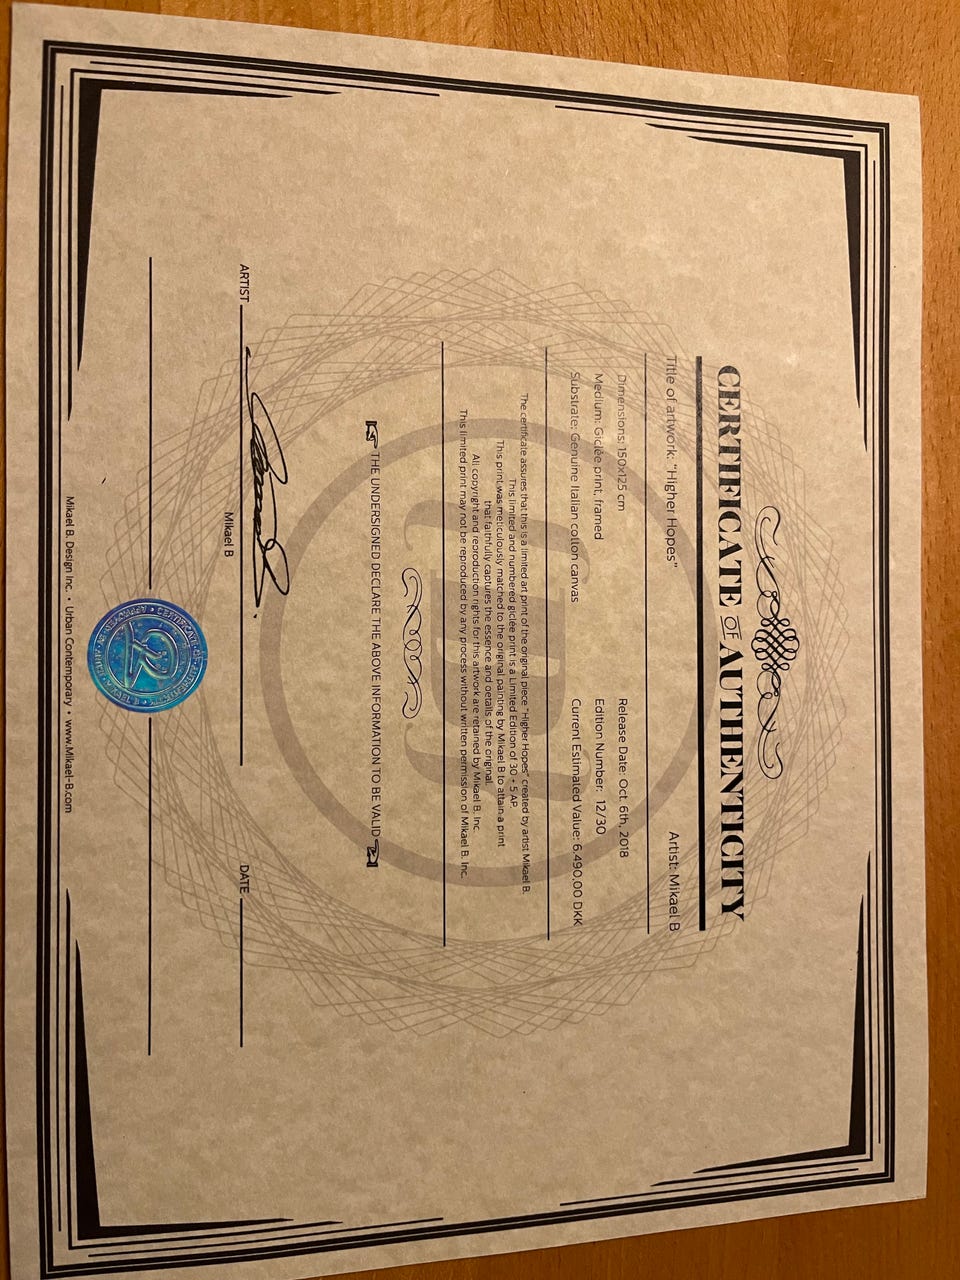 CERTIFICATE OF AUTHENTICITY
Title of artwork: "Higher Hopes" Artist: Mikael B
Dimensions: 150x125 cm Release Date: Oct. 6th, 2018
Medium: Giclée print, framed Edition Number: 12/30
Substrate: Genuine Italian cotton canvas Current Estimated Value: 6.490,00 DKK
The certificate assures that this is a limited art print of the original piece "Higher Hopes" created by artist Mikael B.
This limited and numbered giclée print is a Limited Edition of 30 + 5 AP.
This print was meticulously matched to the original painting by Mikael B to attain a print
that faithfully captures the essence and details of the original.
All copyright and reproduction rights for this artwork are retained by Mikael B. Inc.
This limited print may not be reproduced by any process without written permission of Mikael B. Inc.
THE UNDERSIGNED DECLARE THE ABOVE INFORMATION TO BE VALID
ARTIST DATE
Mikael B
CERTIFICATE OF AUTHENTICITY • MIKAEL B •
Mikael B. Design Inc. • Urban Contemporary • www.Mikael-B.com